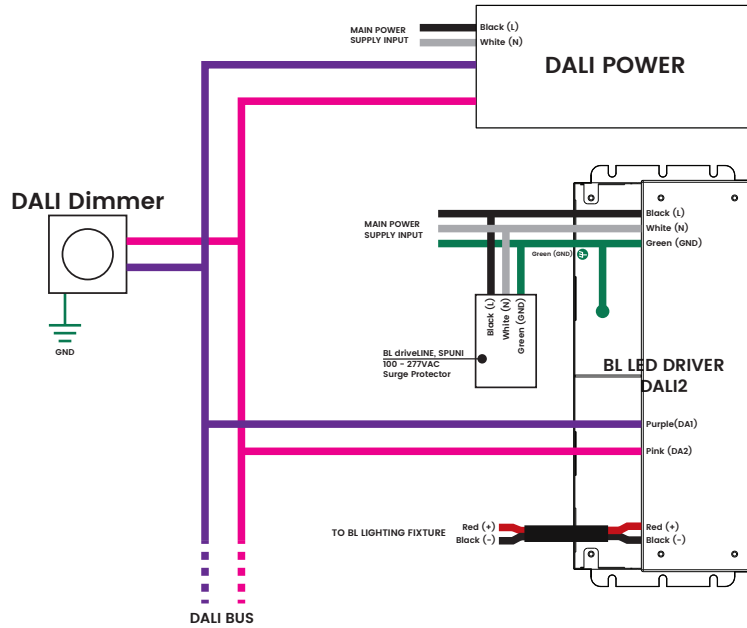 MAIN POWER
SUPPLY INPUT
Black (L)
White (N)
DALI POWER
DALI Dimmer
GND
MAIN POWER
SUPPLY INPUT
Black (L)
White (N)
Green (GND)
Green (GND)
Black (L)
White (N)
Green (GND)
BL driveLINE, SPUNI
100 - 277VAC
Surge Protector
BL LED DRIVER
DALI2
Purple(DA1)
Pink (DA2)
TO BL LIGHTING FIXTURE
Red (+)
Black (-)
Red (+)
Black (-)
DALI BUS